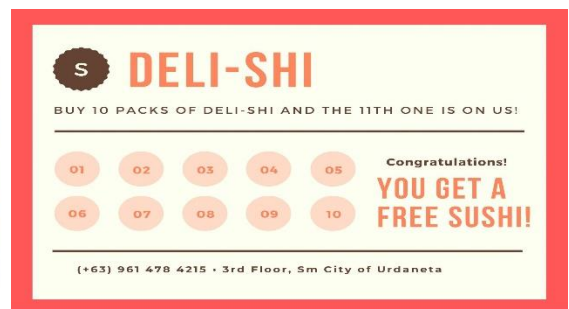 S
DELI-SHI
BUY 10 PACKS OF DELI-SHI AND THE 11TH ONE IS ON US!
01 02 03 04 05
06 07 08 09 10
Congratulations!
YOU GET A
FREE SUSHI!
(+63) 961 478 4215 • 3rd Floor, Sm City of Urdaneta